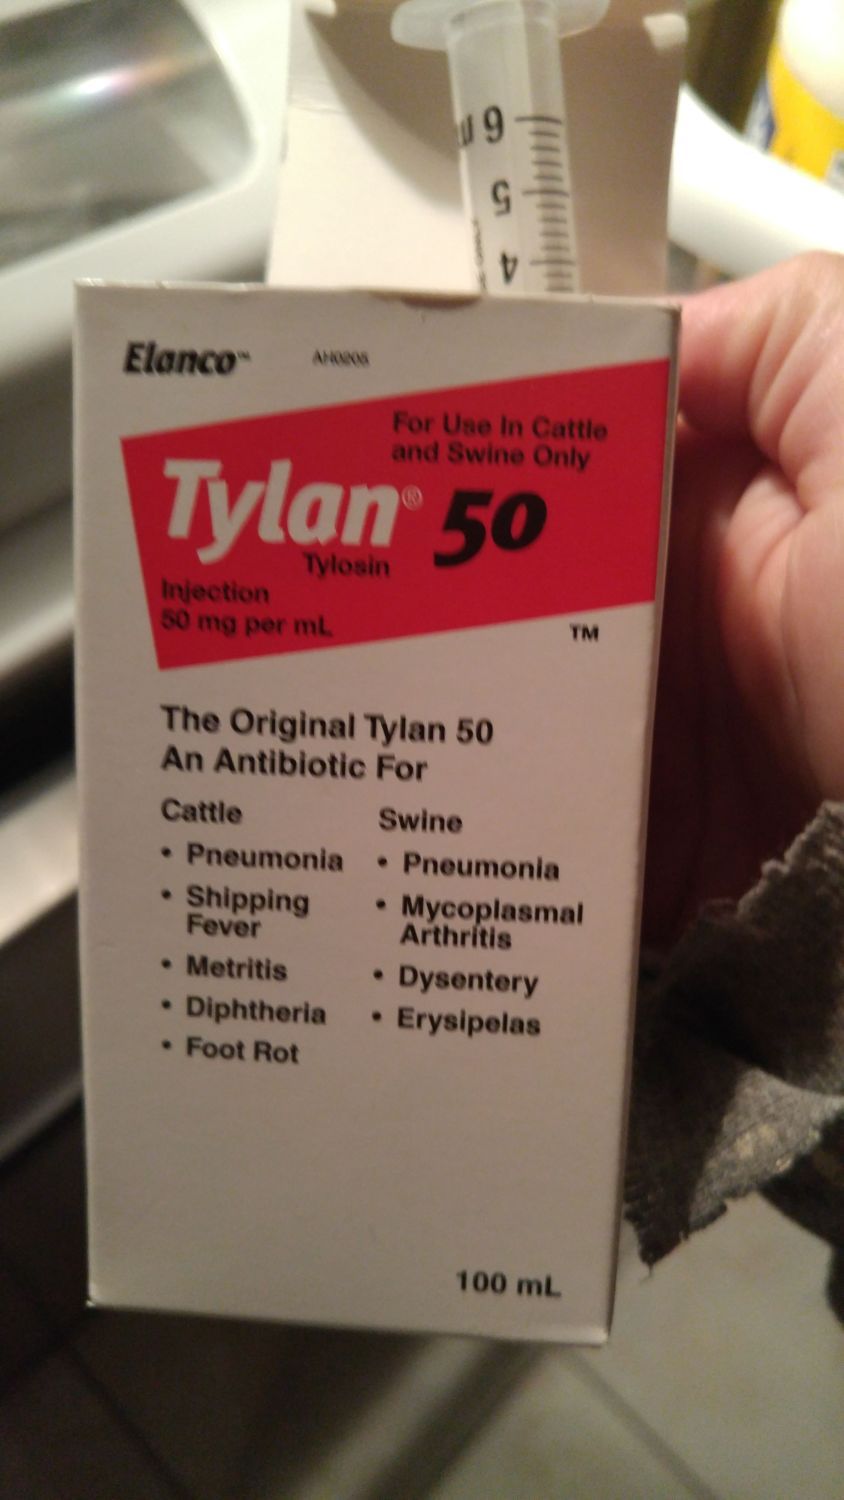 6
5
4
Elanco™
AH0205
For Use In Cattle
and Swine Only
Tylan® 50
Tylosin
Injection
50 mg per mL
TM
The Original Tylan 50
An Antibiotic For
Cattle
• Pneumonia
• Shipping
Fever
• Metritis
• Diphtheria
• Foot Rot
Swine
• Pneumonia
• Mycoplasmal
Arthritis
• Dysentery
• Erysipelas
100 mL